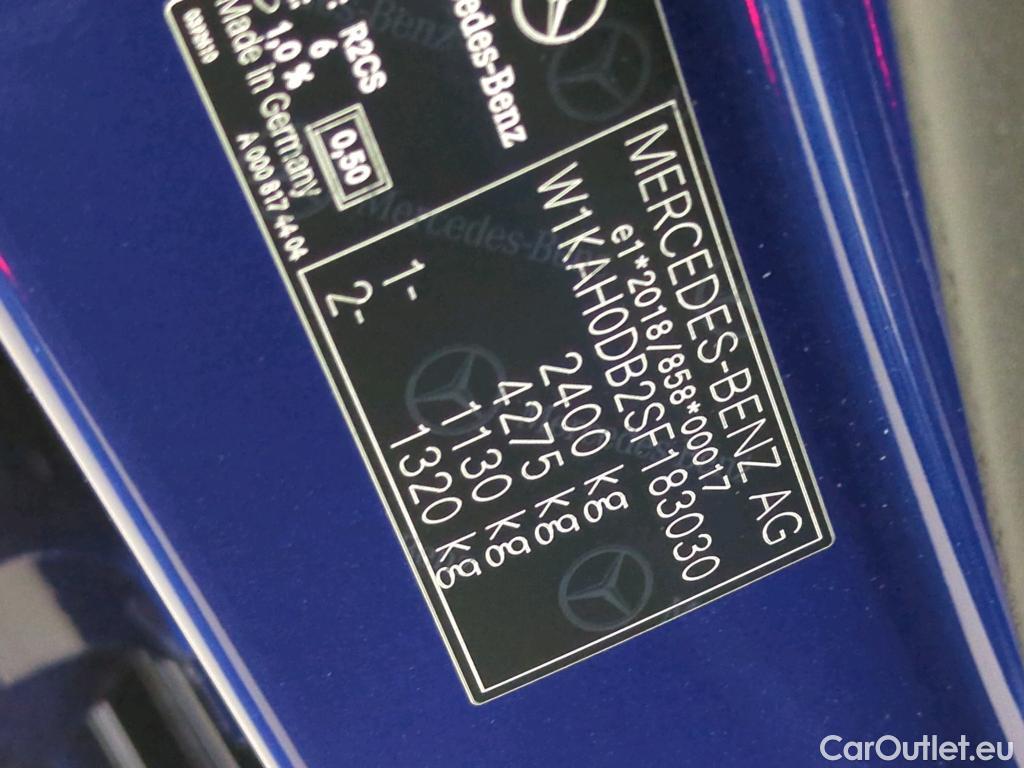 MERCEDES-BENZ AG
e1*2018/858*00017
W1KAH0DB2SF183030
2400 kg
4275 kg
1- 1130 kg
2- 1320 kg
Mercedes-Benz
R2CS
6
1,0 %
0,50
Made in Germany
A 000 817 44 04
CarOutlet.eu